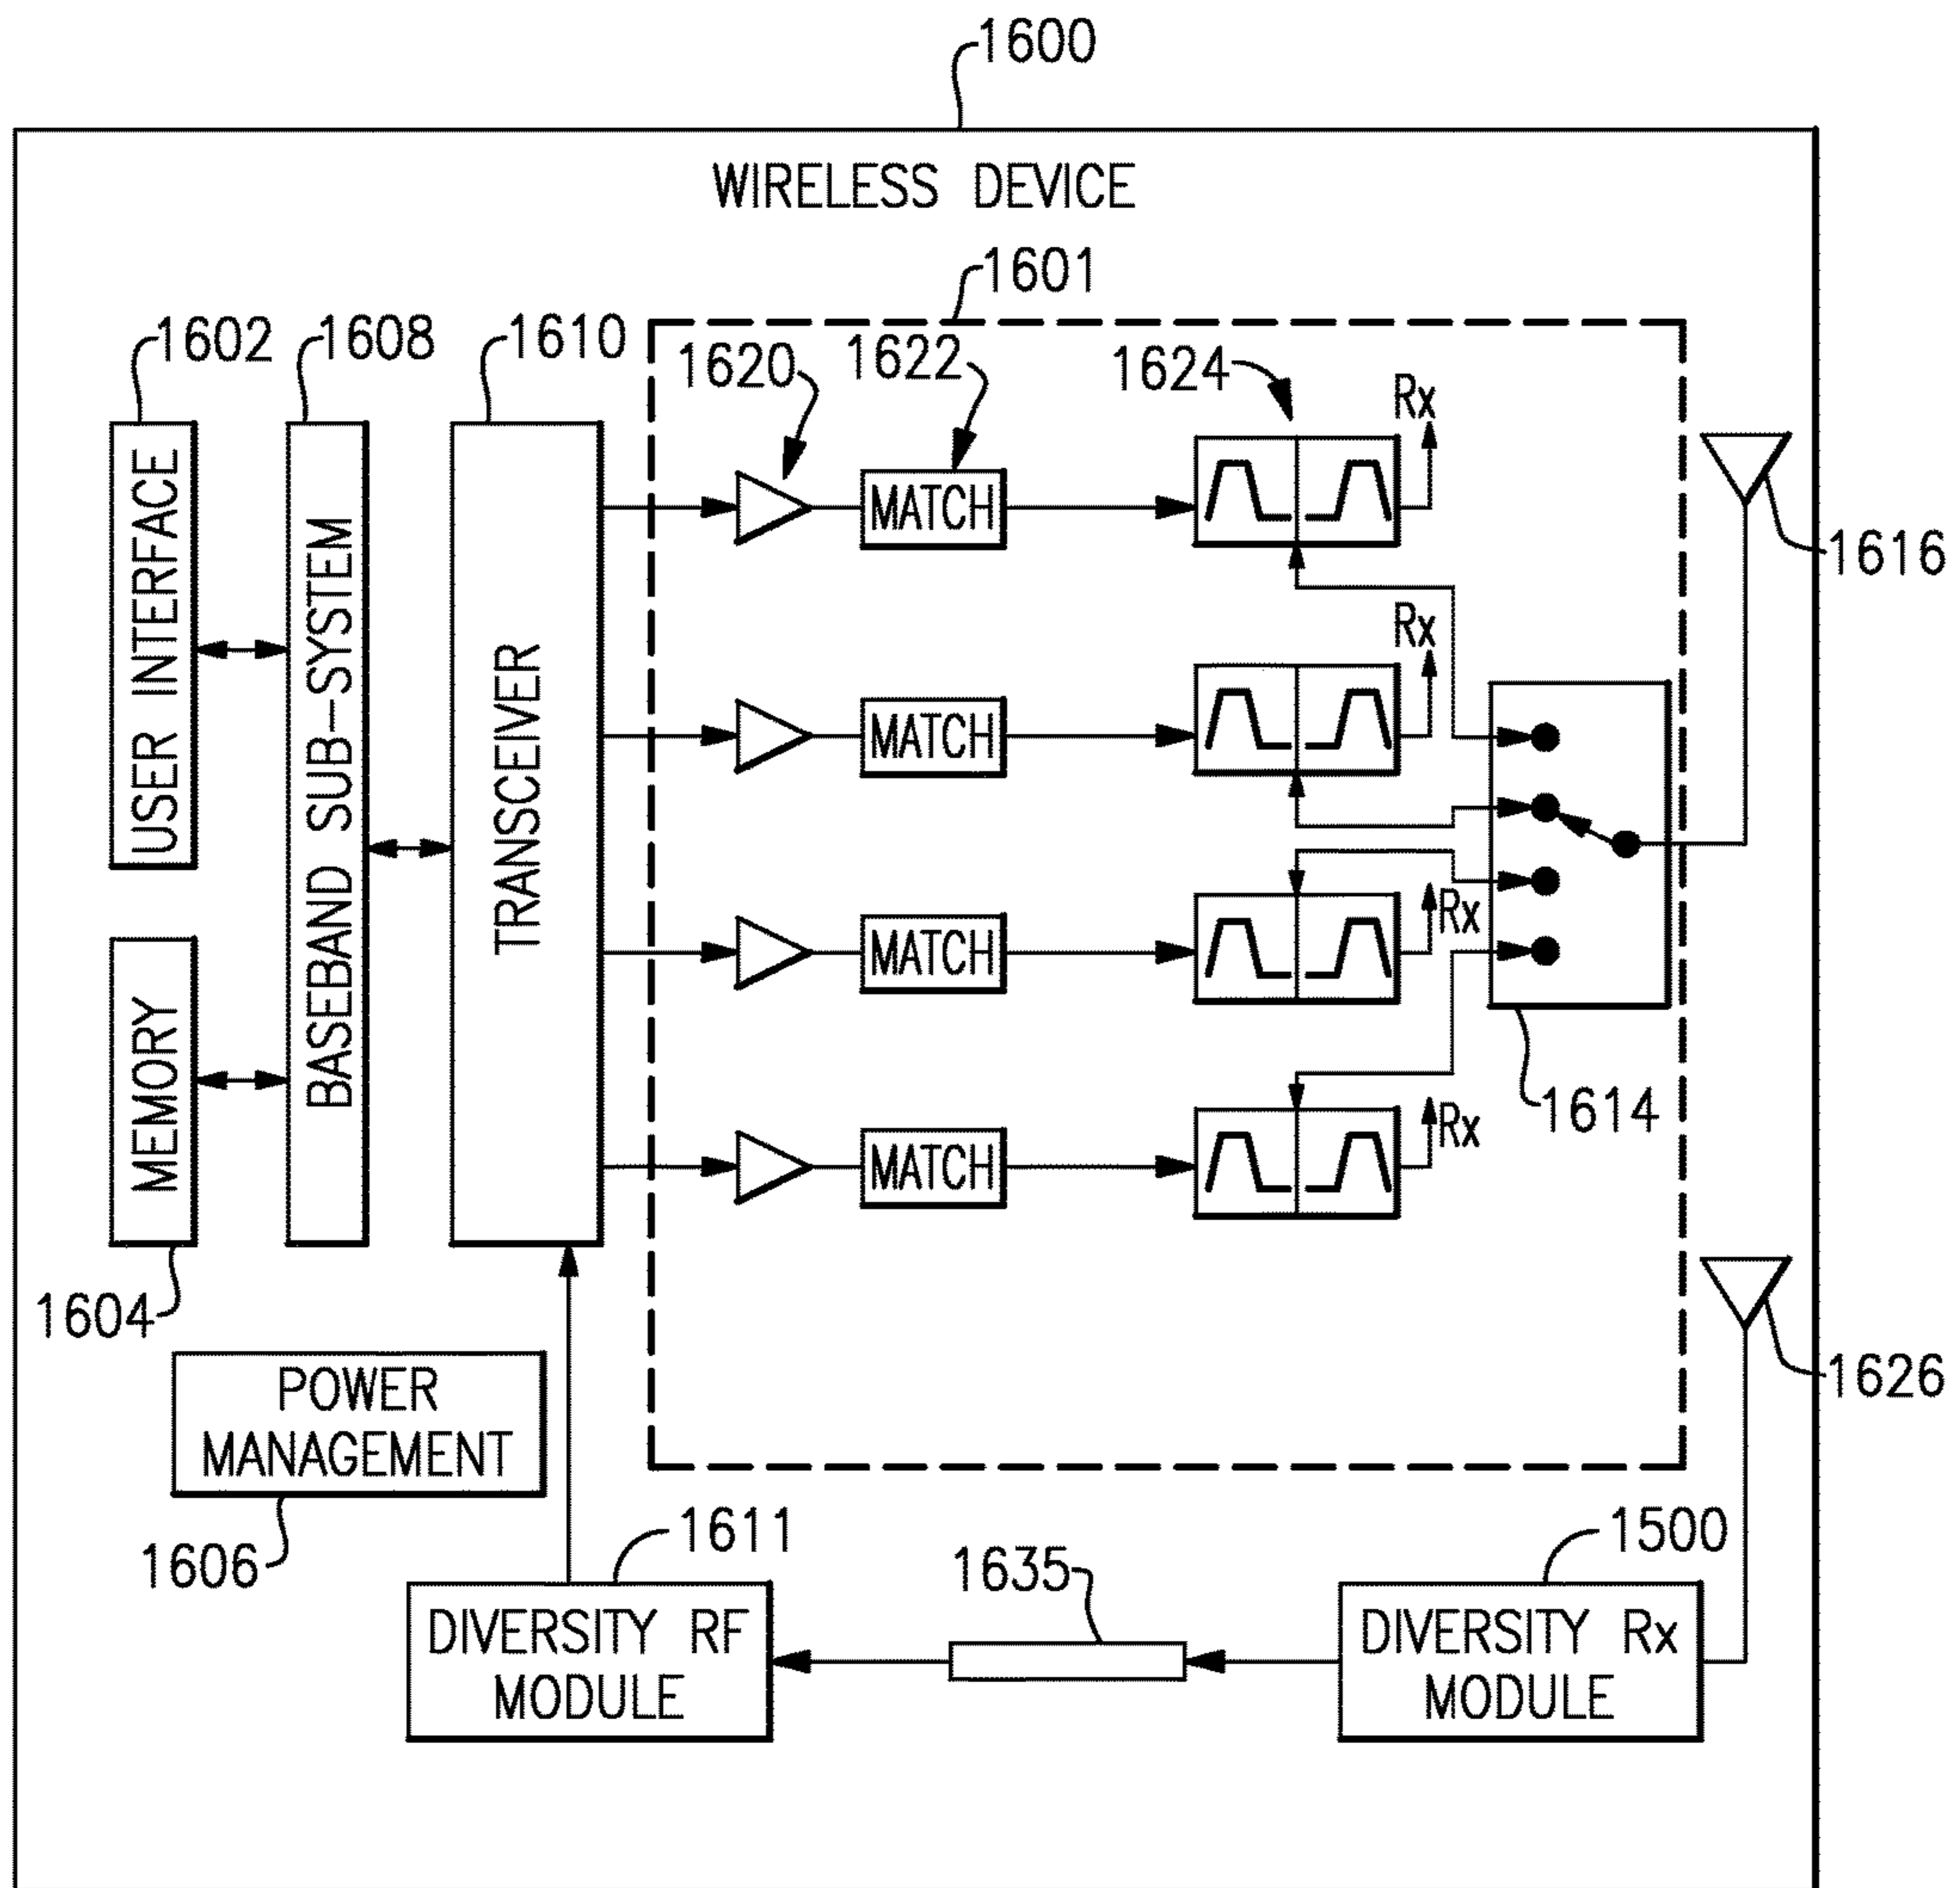 1600
WIRELESS DEVICE
1601
1602
1608
1610
1620
1622
1624
Rx
USER INTERFACE
BASEBAND SUB-SYSTEM
TRANSCEIVER
MATCH
1616
Rx
MATCH
Rx
MATCH
MEMORY
1614
Rx
MATCH
1604
POWER
MANAGEMENT
1626
1606
1611
1635
1500
DIVERSITY RF
MODULE
DIVERSITY Rx
MODULE